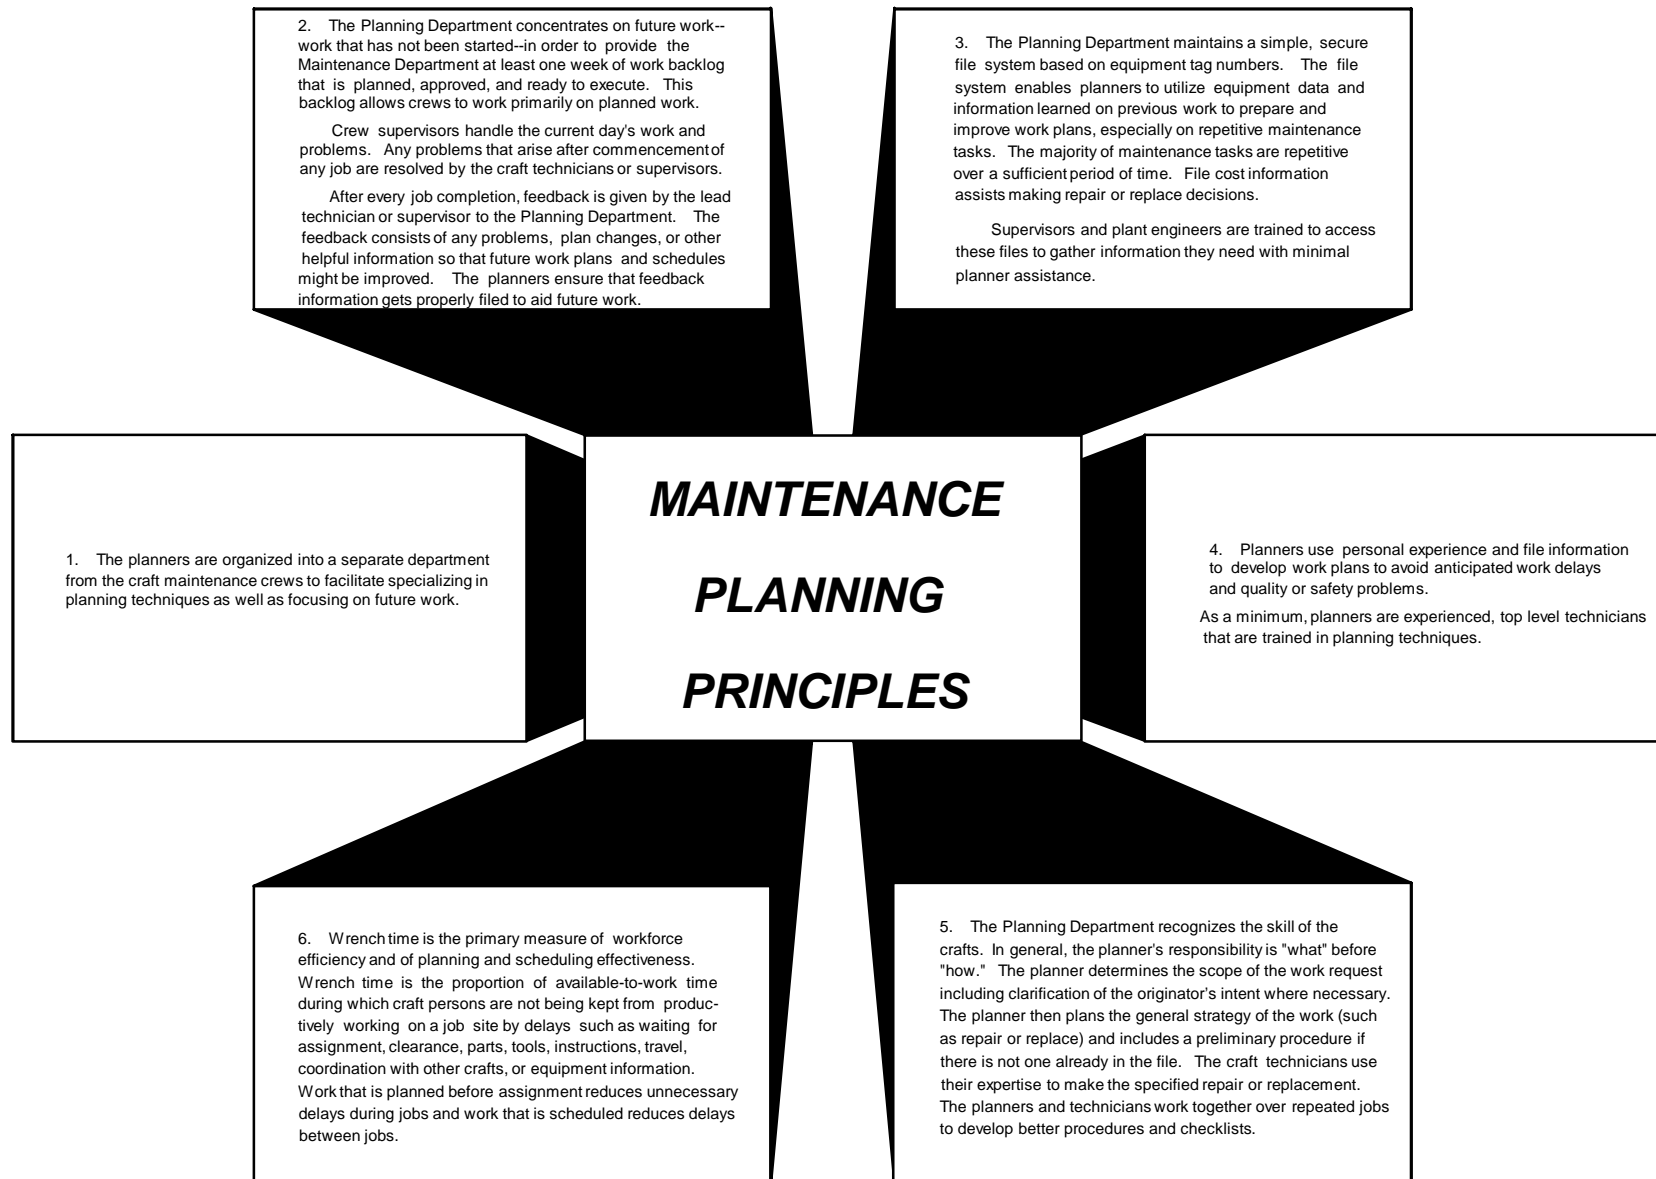 2. The Planning Department concentrates on future work--
work that has not been started--in order to provide the
Maintenance Department at least one week of work backlog
that is planned, approved, and ready to execute. This
backlog allows crews to work primarily on planned work.
Crew supervisors handle the current day's work and
problems. Any problems that arise after commencement of
any job are resolved by the craft technicians or supervisors.
After every job completion, feedback is given by the lead
technician or supervisor to the Planning Department. The
feedback consists of any problems, plan changes, or other
helpful information so that future work plans and schedules
might be improved. The planners ensure that feedback
information gets properly filed to aid future work.
3. The Planning Department maintains a simple, secure
file system based on equipment tag numbers. The file
system enables planners to utilize equipment data and
information learned on previous work to prepare and
improve work plans, especially on repetitive maintenance
tasks. The majority of maintenance tasks are repetitive
over a sufficient period of time. File cost information
assists making repair or replace decisions.
Supervisors and plant engineers are trained to access
these files to gather information they need with minimal
planner assistance.
1. The planners are organized into a separate department
from the craft maintenance crews to facilitate specializing in
planning techniques as well as focusing on future work.
MAINTENANCE
PLANNING
PRINCIPLES
4. Planners use personal experience and file information
to develop work plans to avoid anticipated work delays
and quality or safety problems.
As a minimum, planners are experienced, top level technicians
that are trained in planning techniques.
6. Wrench time is the primary measure of workforce
efficiency and of planning and scheduling effectiveness.
Wrench time is the proportion of available-to-work time
during which craft persons are not being kept from produc-
tively working on a job site by delays such as waiting for
assignment, clearance, parts, tools, instructions, travel,
coordination with other crafts, or equipment information.
Work that is planned before assignment reduces unnecessary
delays during jobs and work that is scheduled reduces delays
between jobs.
5. The Planning Department recognizes the skill of the
crafts. In general, the planner's responsibility is "what" before
"how." The planner determines the scope of the work request
including clarification of the originator's intent where necessary.
The planner then plans the general strategy of the work (such
as repair or replace) and includes a preliminary procedure if
there is not one already in the file. The craft technicians use
their expertise to make the specified repair or replacement.
The planners and technicians work together over repeated jobs
to develop better procedures and checklists.